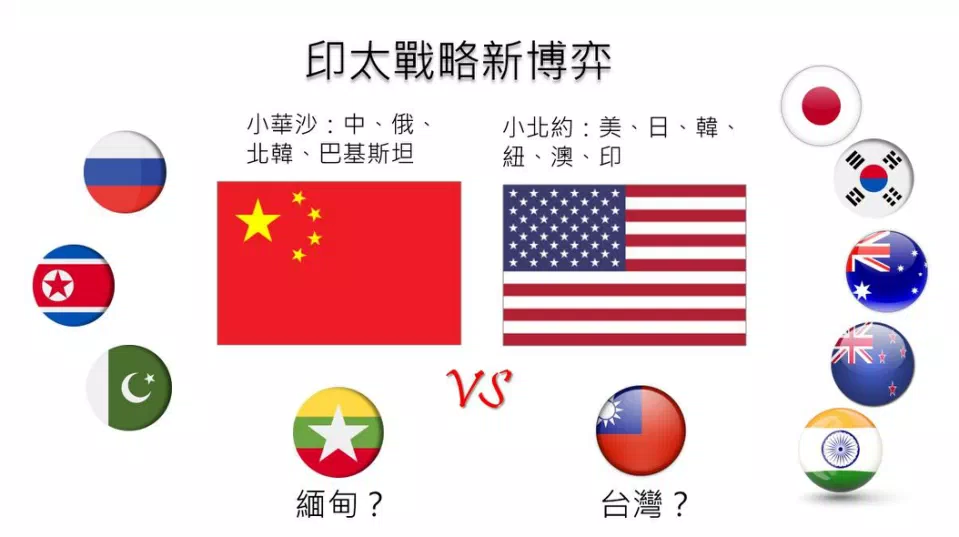 印太戰略新博弈
小華沙：中、俄、
北韓、巴基斯坦
小北約：美、日、韓、
紐、澳、印
VS
緬甸？
台灣？